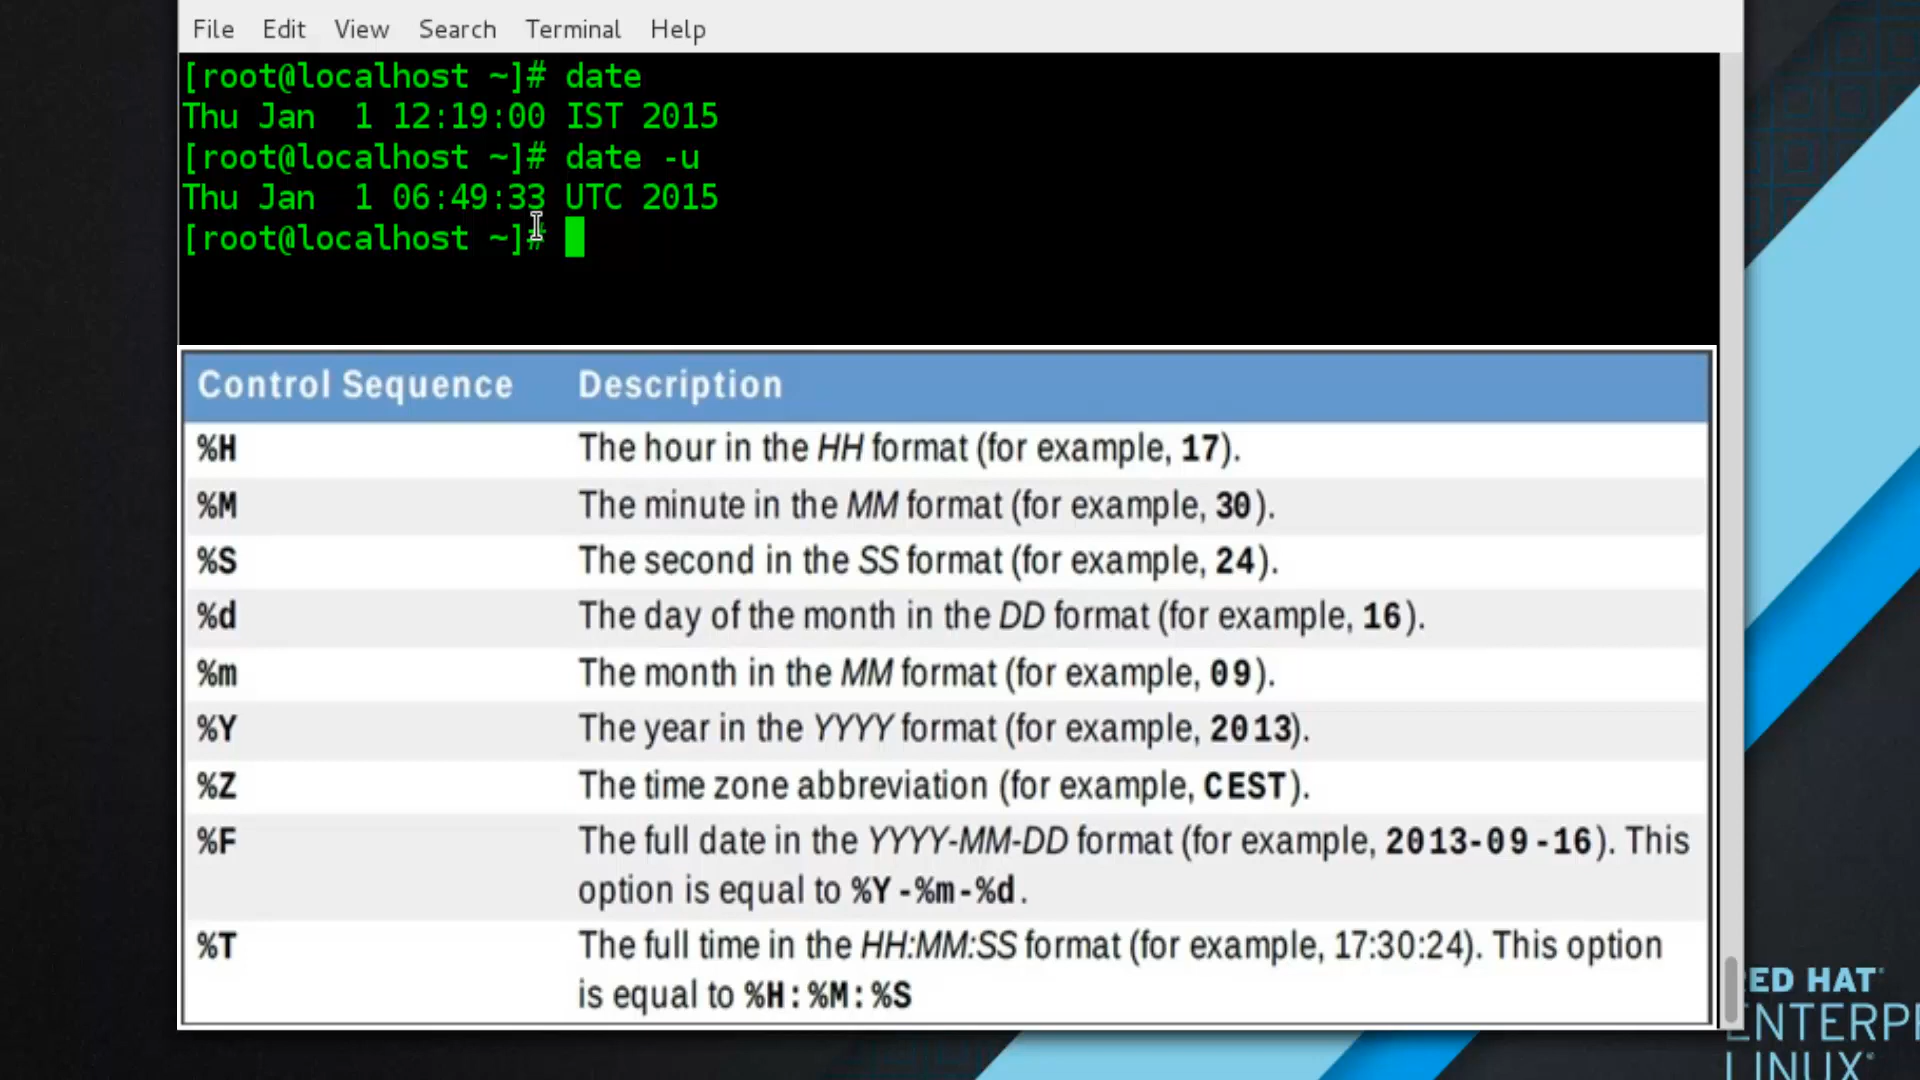 File Edit View Search Terminal Help
[root@localhost ~]# date
Thu Jan  1 12:19:00 IST 2015
[root@localhost ~]# date -u
Thu Jan  1 06:49:33 UTC 2015
[root@localhost ~]#
Control Sequence Description
%H The hour in the HH format (for example, 17).
%M The minute in the MM format (for example, 30).
%S The second in the SS format (for example, 24).
%d The day of the month in the DD format (for example, 16).
%m The month in the MM format (for example, 09).
%Y The year in the YYYY format (for example, 2013).
%Z The time zone abbreviation (for example, CEST).
%F The full date in the YYYY-MM-DD format (for example, 2013-09-16). This
option is equal to %Y-%m-%d.
%T The full time in the HH:MM:SS format (for example, 17:30:24). This option
is equal to %H:%M:%S
RED HAT
ENTERP
LINUX